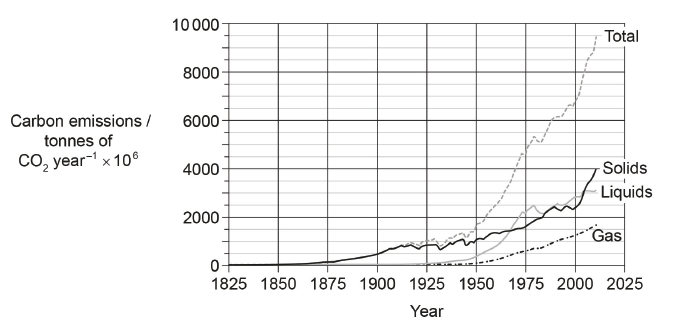 10 000
Total
8000
6000
Carbon emissions /
tonnes of
CO₂ year⁻¹ × 10⁶
4000
Solids
Liquids
2000
Gas
0
1825 1850 1875 1900 1925 1950 1975 2000 2025
Year